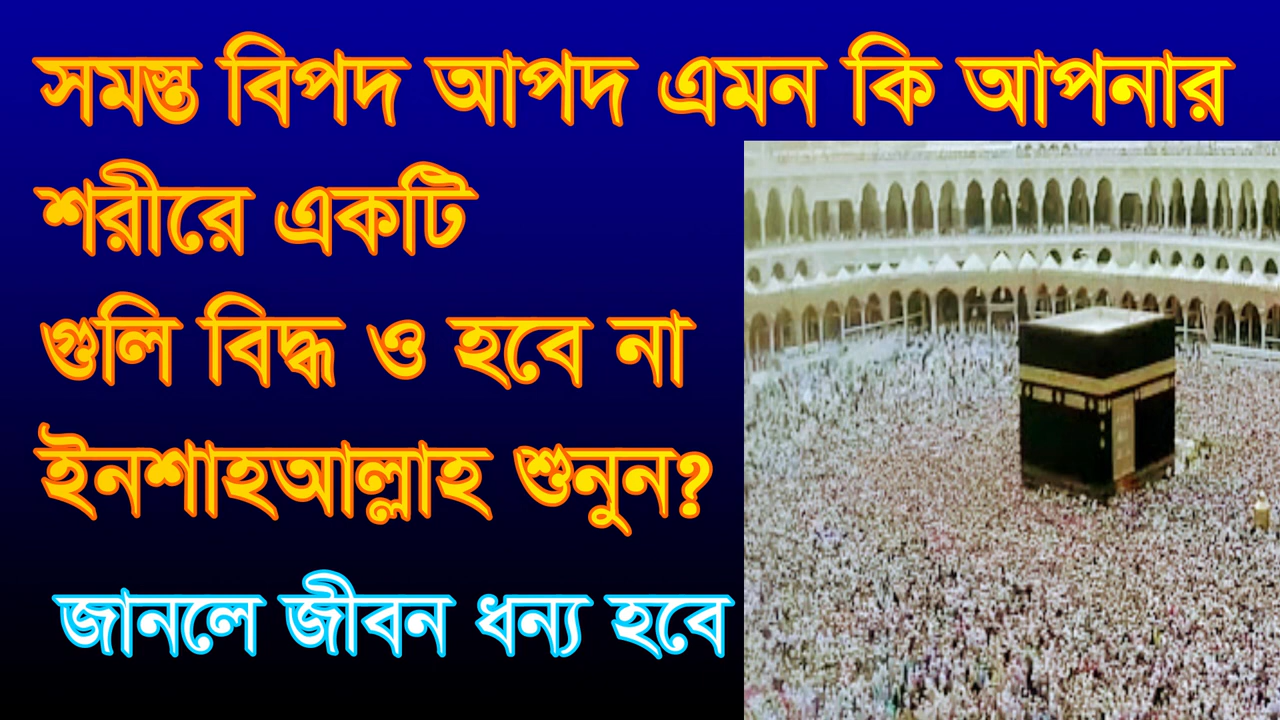 সমস্ত বিপদ আপদ এমন কি আপনার
শরীরে একটি
গুলি বিদ্ধ ও হবে না
ইনশাহআল্লাহ শুনুন?
জানলে জীবন ধন্য হবে